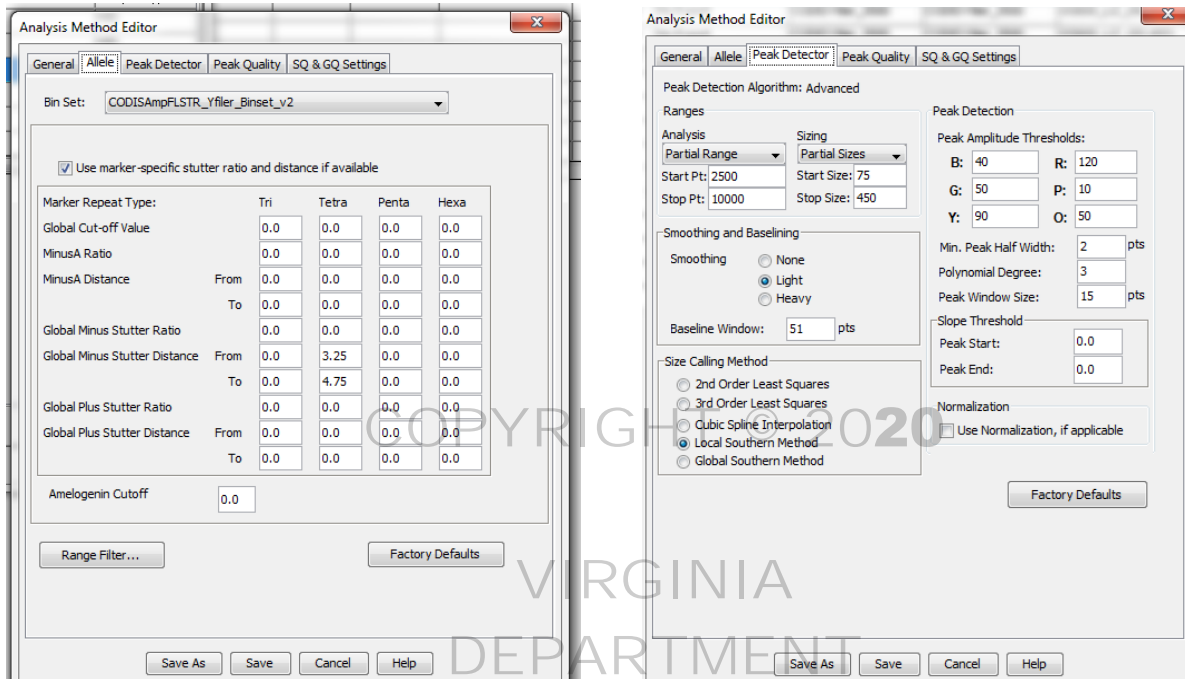 Analysis Method Editor
General Allele Peak Detector Peak Quality SQ & GQ Settings
Bin Set: CODISAmpFLSTR_Yfiler_Binset_v2
Use marker-specific stutter ratio and distance if available
Marker Repeat Type: Tri Tetra Penta Hexa
Global Cut-off Value 0.0 0.0 0.0 0.0
MinusA Ratio 0.0 0.0 0.0 0.0
MinusA Distance From 0.0 0.0 0.0 0.0
To 0.0 0.0 0.0 0.0
Global Minus Stutter Ratio 0.0 0.0 0.0 0.0
Global Minus Stutter Distance From 0.0 3.25 0.0 0.0
To 0.0 4.75 0.0 0.0
Global Plus Stutter Ratio 0.0 0.0 0.0 0.0
Global Plus Stutter Distance From 0.0 0.0 0.0 0.0
To 0.0 0.0 0.0 0.0
Amelogenin Cutoff 0.0
Range Filter... Factory Defaults
Save As Save Cancel Help
Analysis Method Editor
General Allele Peak Detector Peak Quality SQ & GQ Settings
Peak Detection Algorithm: Advanced
Ranges
Analysis Sizing
Partial Range Partial Sizes
Start Pt: 2500 Start Size: 75
Stop Pt: 10000 Stop Size: 450
Smoothing and Baselining
Smoothing None
Light
Heavy
Baseline Window: 51 pts
Size Calling Method
2nd Order Least Squares
3rd Order Least Squares
Cubic Spline Interpolation
Local Southern Method
Global Southern Method
Peak Detection
Peak Amplitude Thresholds:
B: 40 R: 120
G: 50 P: 10
Y: 90 O: 50
Min. Peak Half Width: 2 pts
Polynomial Degree: 3
Peak Window Size: 15 pts
Slope Threshold
Peak Start: 0.0
Peak End: 0.0
Normalization
Use Normalization, if applicable
Factory Defaults
Save As Save Cancel Help
COPYRIGHT © 2020
VIRGINIA
DEPARTMENT